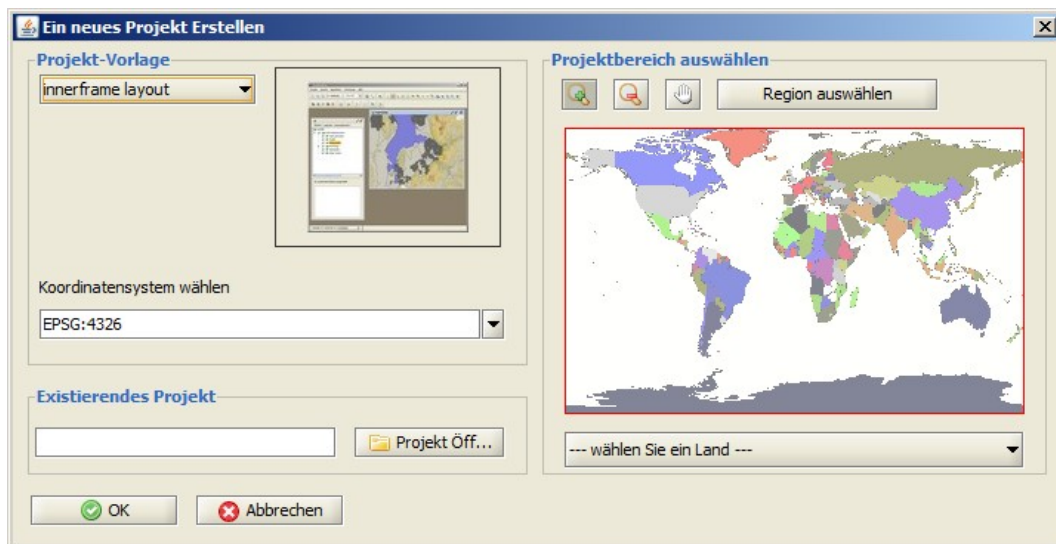 Ein neues Projekt Erstellen
Projekt-Vorlage
innerframe layout
Koordinatensystem wählen
EPSG:4326
Existierendes Projekt
Projekt Öff...
OK
Abbrechen
Projektbereich auswählen
Region auswählen
--- wählen Sie ein Land ---